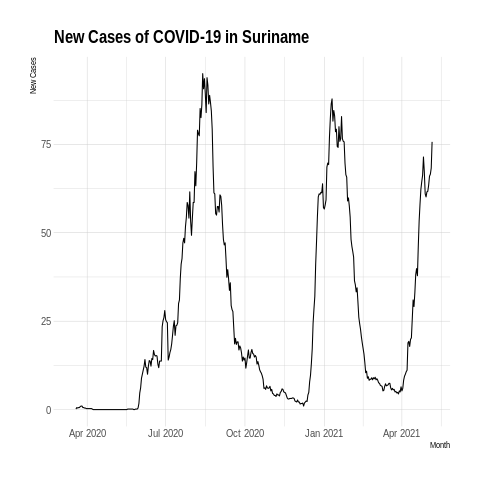 New Cases of COVID-19 in Suriname
New Cases
75
50
25
0
Apr 2020 Jul 2020 Oct 2020 Jan 2021 Apr 2021
Month